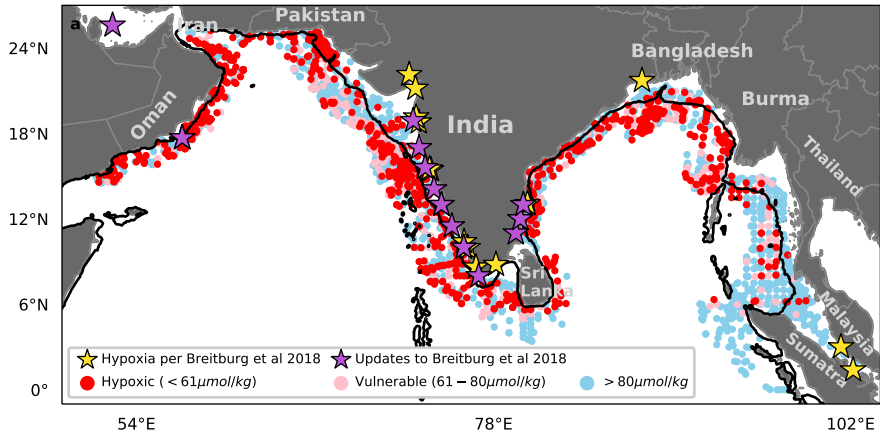 a
Iran
Pakistan
24°N
Bangladesh
Oman
Burma
India
18°N
Thailand
12°N
Sri
Lanka
6°N
Malaysia
Sumatra
Hypoxia per Breitburg et al 2018
Updates to Breitburg et al 2018
Hypoxic (<61μmol/kg)
Vulnerable (61−80μmol/kg)
>80μmol/kg
0°
54°E
78°E
102°E